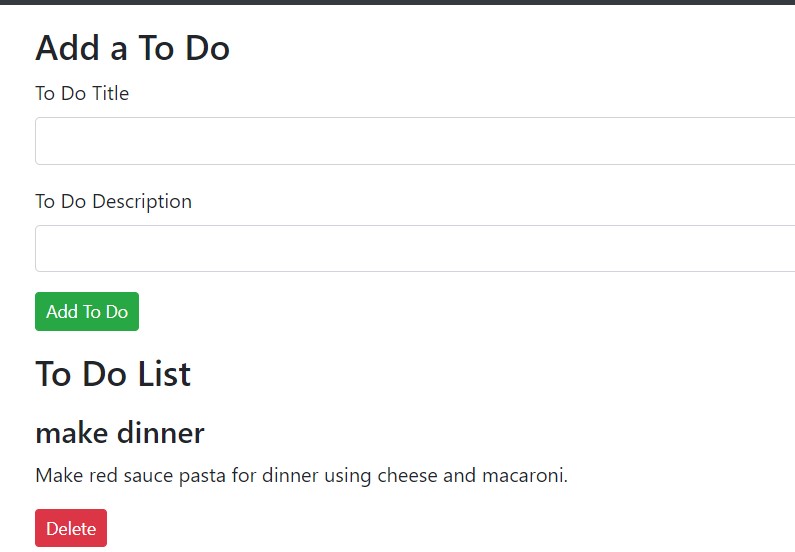 Add a To Do
To Do Title
To Do Description
Add To Do
To Do List
make dinner
Make red sauce pasta for dinner using cheese and macaroni.
Delete